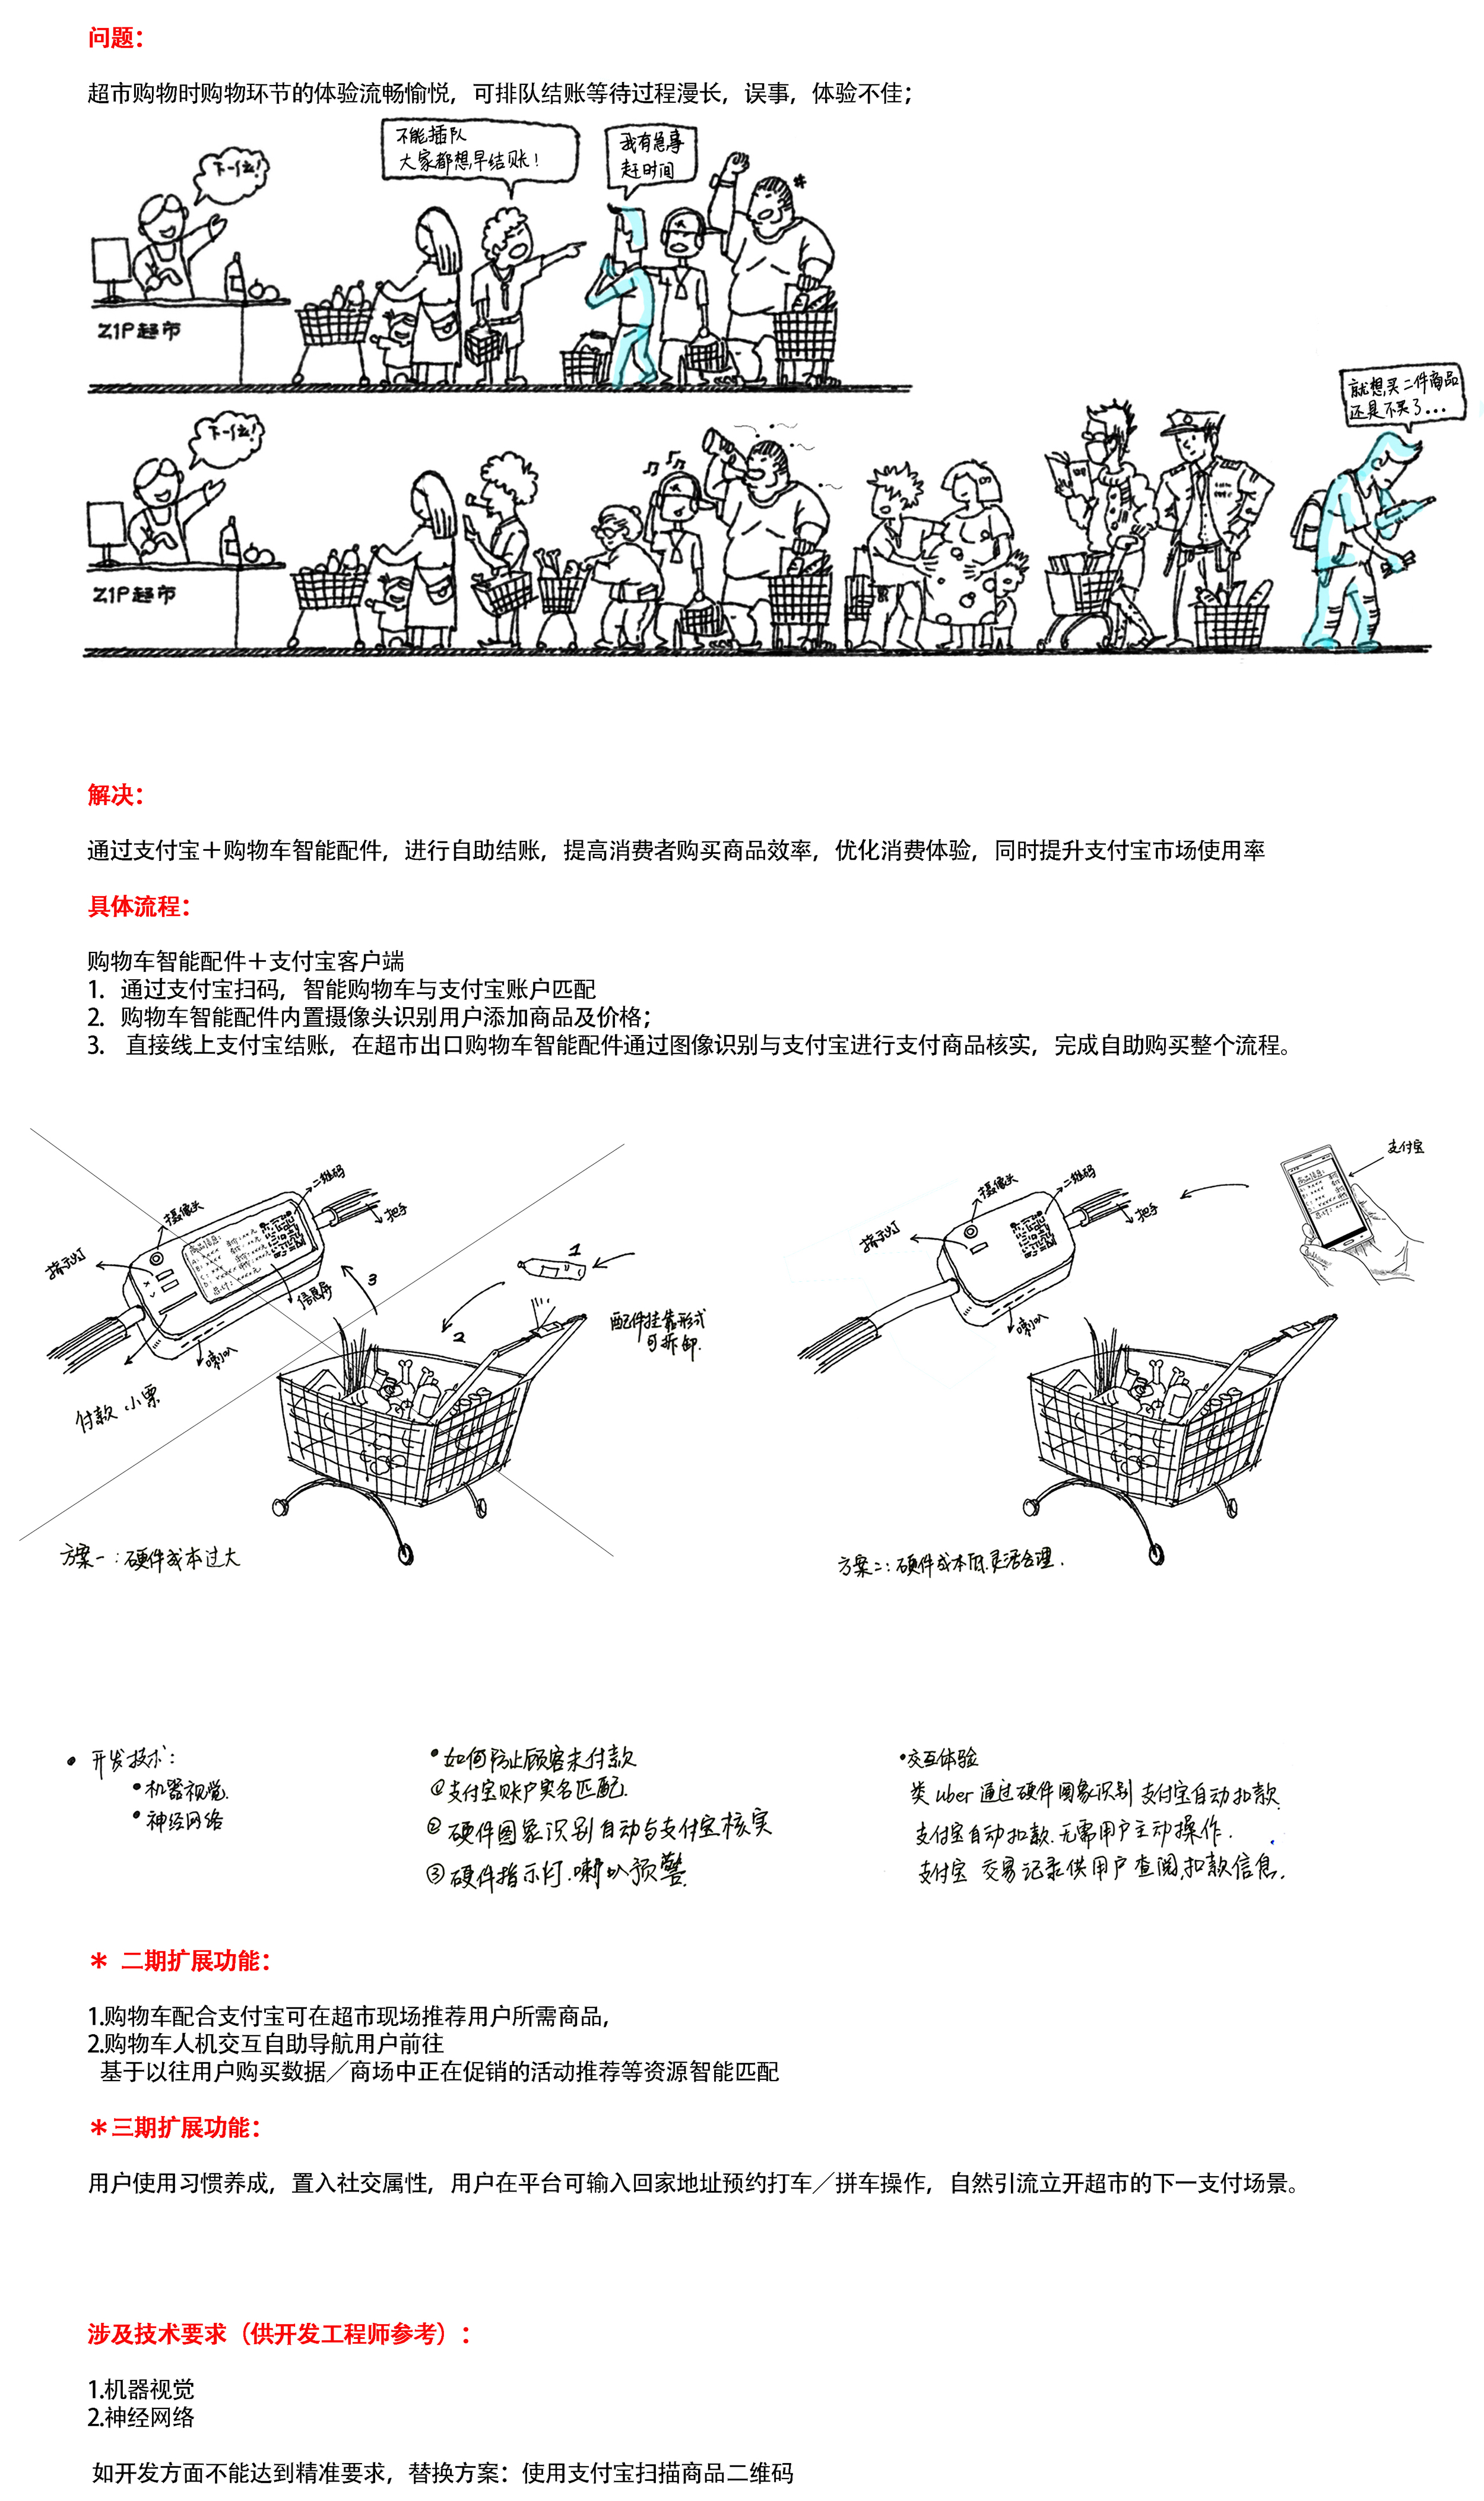 问题：
超市购物时购物环节的体验流畅愉悦，可排队结账等待过程漫长，误事，体验不佳；
下一位！
不能插队
大家都想早结账！
我有急事
赶时间
Z1P超市
下一位！
就想买二件商品
还是不买了...
Z1P超市
解决：
通过支付宝＋购物车智能配件，进行自助结账，提高消费者购买商品效率，优化消费体验，同时提升支付宝市场使用率
具体流程：
购物车智能配件＋支付宝客户端
1. 通过支付宝扫码，智能购物车与支付宝账户匹配
2. 购物车智能配件内置摄像头识别用户添加商品及价格；
3. 直接线上支付宝结账，在超市出口购物车智能配件通过图像识别与支付宝进行支付商品核实，完成自助购买整个流程。
二维码
摄像头
把手
指示灯
商品信息：
信息屏
喇叭
付款小票
1
2
3
配件挂靠形式
可拆卸.
方案一：硬件成本过大
支付宝
二维码
摄像头
把手
指示灯
喇叭
商品信息：
方案二：硬件成本低.灵活合理.
• 开发技术：
• 机器视觉.
• 神经网络
• 如何防止顾客未付款
① 支付宝账户实名匹配.
② 硬件图象识别自动与支付宝核实
③ 硬件指示灯.喇叭预警.
• 交互体验
类uber通过硬件图象识别 支付宝自动扣款.
支付宝自动扣款.无需用户主动操作.
支付宝 交易记录供用户查阅扣款信息.
＊ 二期扩展功能：
1.购物车配合支付宝可在超市现场推荐用户所需商品，
2.购物车人机交互自助导航用户前往
基于以往用户购买数据／商场中正在促销的活动推荐等资源智能匹配
＊三期扩展功能：
用户使用习惯养成，置入社交属性，用户在平台可输入回家地址预约打车／拼车操作，自然引流立开超市的下一支付场景。
涉及技术要求（供开发工程师参考）：
1.机器视觉
2.神经网络
如开发方面不能达到精准要求，替换方案：使用支付宝扫描商品二维码